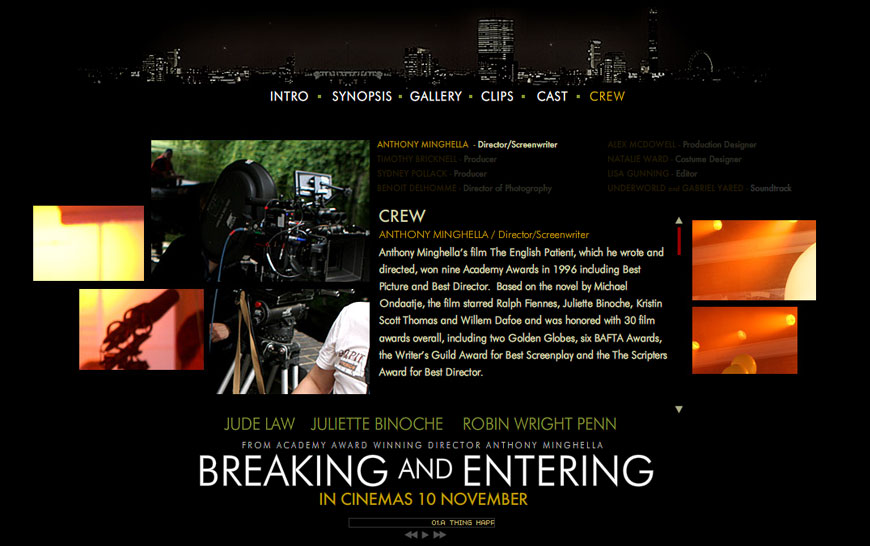 INTRO SYNOPSIS GALLERY CLIPS CAST CREW
ANTHONY MINGHELLA - Director/Screenwriter
TIMOTHY BRICKNELL - Producer
SYDNEY POLLACK - Producer
BENOIT DELHOMME - Director of Photography
ALEX MCDOWELL - Production Designer
NATALIE WARD - Costume Designer
LISA GUNNING - Editor
UNDERWORLD and GABRIEL YARED - Soundtrack
CREW
ANTHONY MINGHELLA / Director/Screenwriter
Anthony Minghella's film The English Patient, which he wrote and
directed, won nine Academy Awards in 1996 including Best
Picture and Best Director. Based on the novel by Michael
Ondaatje, the film starred Ralph Fiennes, Juliette Binoche, Kristin
Scott Thomas and Willem Dafoe and was honored with 30 film
awards overall, including two Golden Globes, six BAFTA Awards,
the Writer's Guild Award for Best Screenplay and the The Scripters
Award for Best Director.
JUDE LAW JULIETTE BINOCHE ROBIN WRIGHT PENN
FROM ACADEMY AWARD WINNING DIRECTOR ANTHONY MINGHELLA
BREAKING AND ENTERING
IN CINEMAS 10 NOVEMBER
01.A THING HAPP